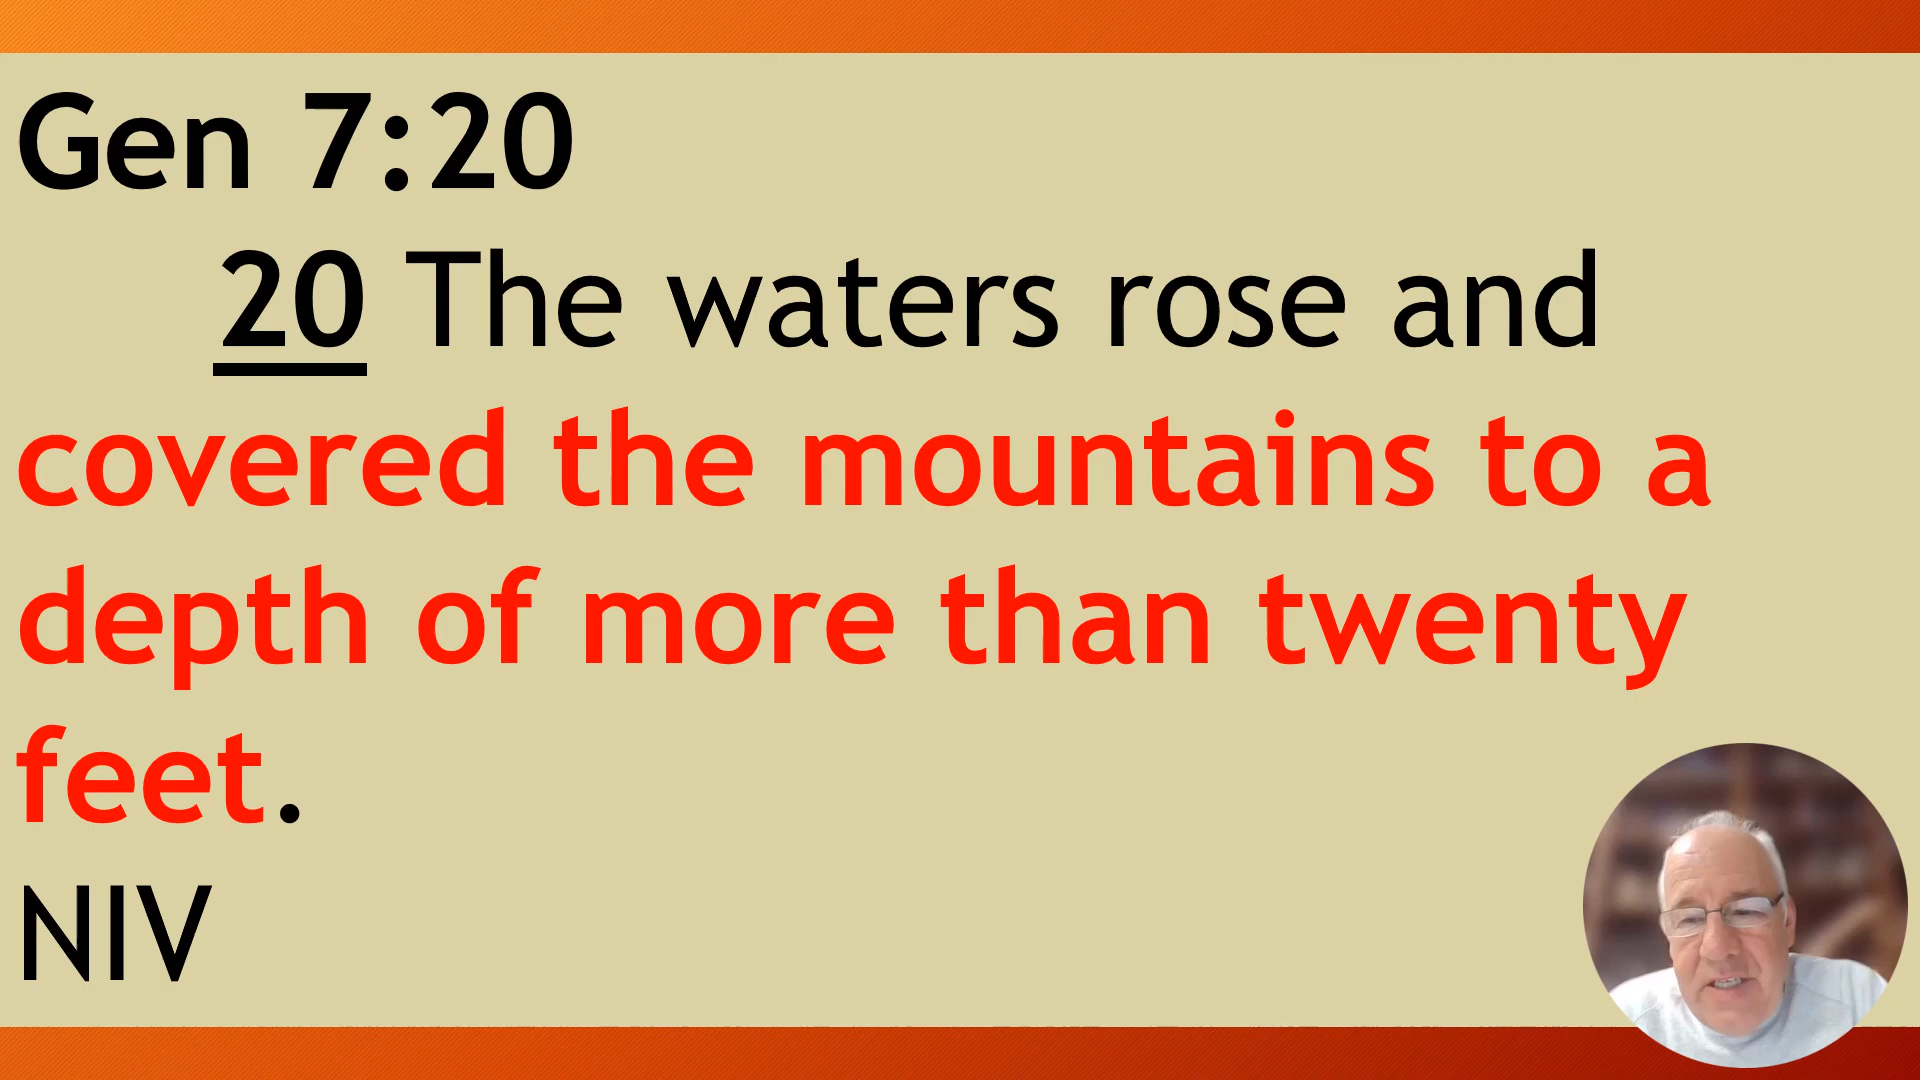 Gen 7:20
20 The waters rose and
covered the mountains to a
depth of more than twenty
feet.
NIV